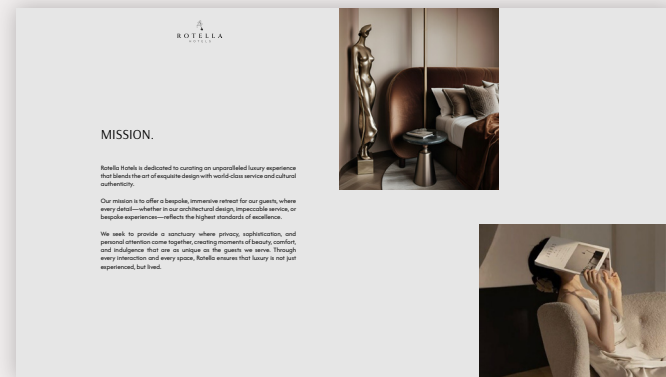 ROTELLA
HOTELS
MISSION.
Rotella Hotels is dedicated to curating an unparalleled luxury experience
that blends the art of exquisite design with world-class service and cultural
authenticity.
Our mission is to offer a bespoke, immersive retreat for our guests, where
every detail—whether in our architectural design, impeccable service, or
bespoke experiences—reflects the highest standards of excellence.
We seek to provide a sanctuary where privacy, sophistication, and
personal attention come together, creating moments of beauty, comfort,
and indulgence that are as unique as the guests we serve. Through
every interaction and every space, Rotella ensures that luxury is not just
experienced, but lived.